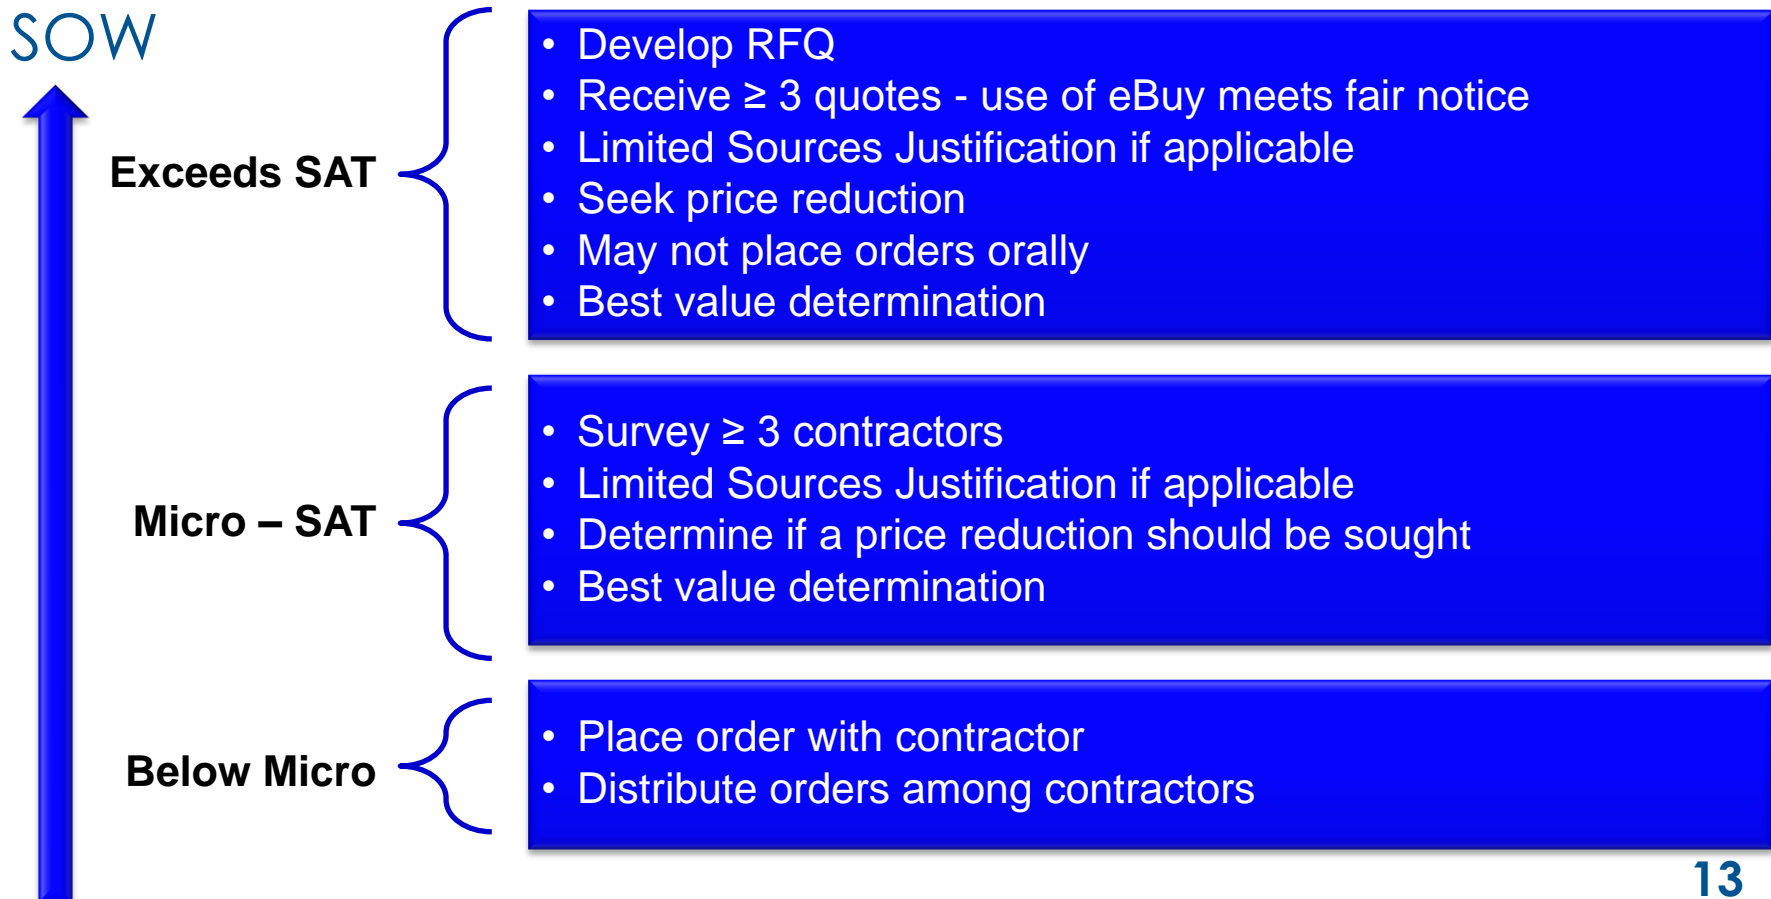 SOW
Exceeds SAT
• Develop RFQ
• Receive ≥ 3 quotes - use of eBuy meets fair notice
• Limited Sources Justification if applicable
• Seek price reduction
• May not place orders orally
• Best value determination
Micro – SAT
• Survey ≥ 3 contractors
• Limited Sources Justification if applicable
• Determine if a price reduction should be sought
• Best value determination
Below Micro
• Place order with contractor
• Distribute orders among contractors
13